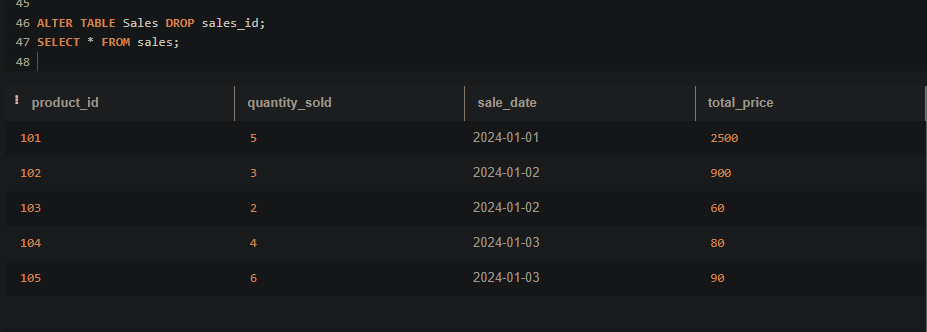 45
46 ALTER TABLE Sales DROP sales_id;
47 SELECT * FROM sales;
48
product_id quantity_sold sale_date total_price
101 5 2024-01-01 2500
102 3 2024-01-02 900
103 2 2024-01-02 60
104 4 2024-01-03 80
105 6 2024-01-03 90